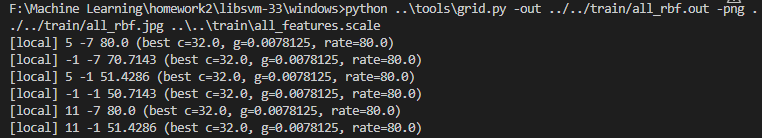 F:\Machine Learning\homework2\libsvm-33\windows>python ..\tools\grid.py -out ../../train/all_rbf.out -png .
./../train/all_rbf.jpg ..\..\train\all_features.scale
[local] 5 -7 80.0 (best c=32.0, g=0.0078125, rate=80.0)
[local] -1 -7 70.7143 (best c=32.0, g=0.0078125, rate=80.0)
[local] 5 -1 51.4286 (best c=32.0, g=0.0078125, rate=80.0)
[local] -1 -1 50.7143 (best c=32.0, g=0.0078125, rate=80.0)
[local] 11 -7 80.0 (best c=32.0, g=0.0078125, rate=80.0)
[local] 11 -1 51.4286 (best c=32.0, g=0.0078125, rate=80.0)